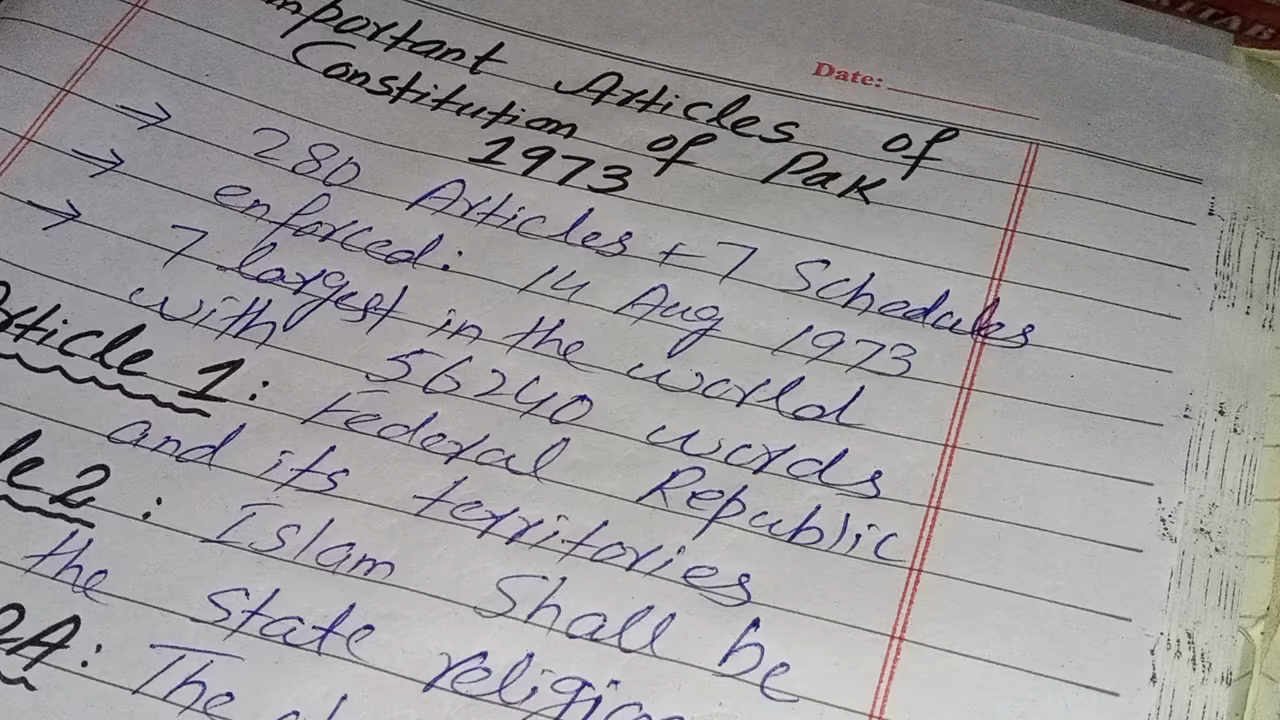 Important Articles of
Constitution of Pak
1973
Date:
→ 280 Articles + 7 Schedules
→ enforced: 14 Aug 1973
→ 7 largest in the world
with 56240 words
Article 1: Federal Republic
and its territories
le 2: Islam Shall be
the state religion
2A: The
KITAB